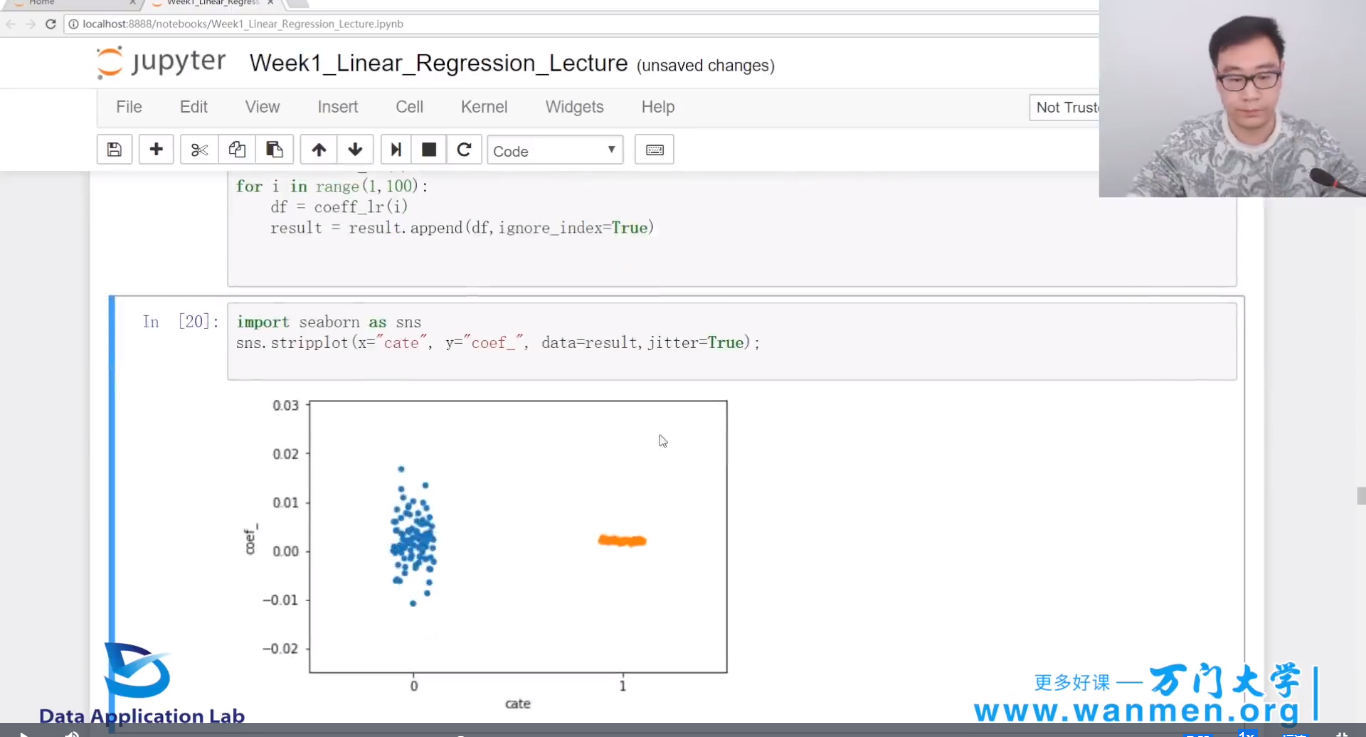 Home
Week1_Linear_Regress
localhost:8888/notebooks/Week1_Linear_Regression_Lecture.ipynb
jupyter Week1_Linear_Regression_Lecture (unsaved changes)
File Edit View Insert Cell Kernel Widgets Help
Not Truste
Code
for i in range(1,100):
df = coeff_lr(i)
result = result.append(df,ignore_index=True)
In [20]:
import seaborn as sns
sns.stripplot(x="cate", y="coef_", data=result,jitter=True);
0.03
0.02
0.01
0.00
−0.01
−0.02
coef_
0 1
cate
Data Application Lab
更多好课 — 万门大学
www.wanmen.org
1x